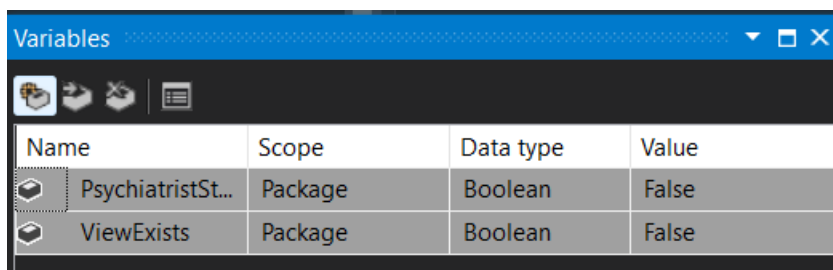 Variables
Name Scope Data type Value
PsychiatristSt... Package Boolean False
ViewExists Package Boolean False